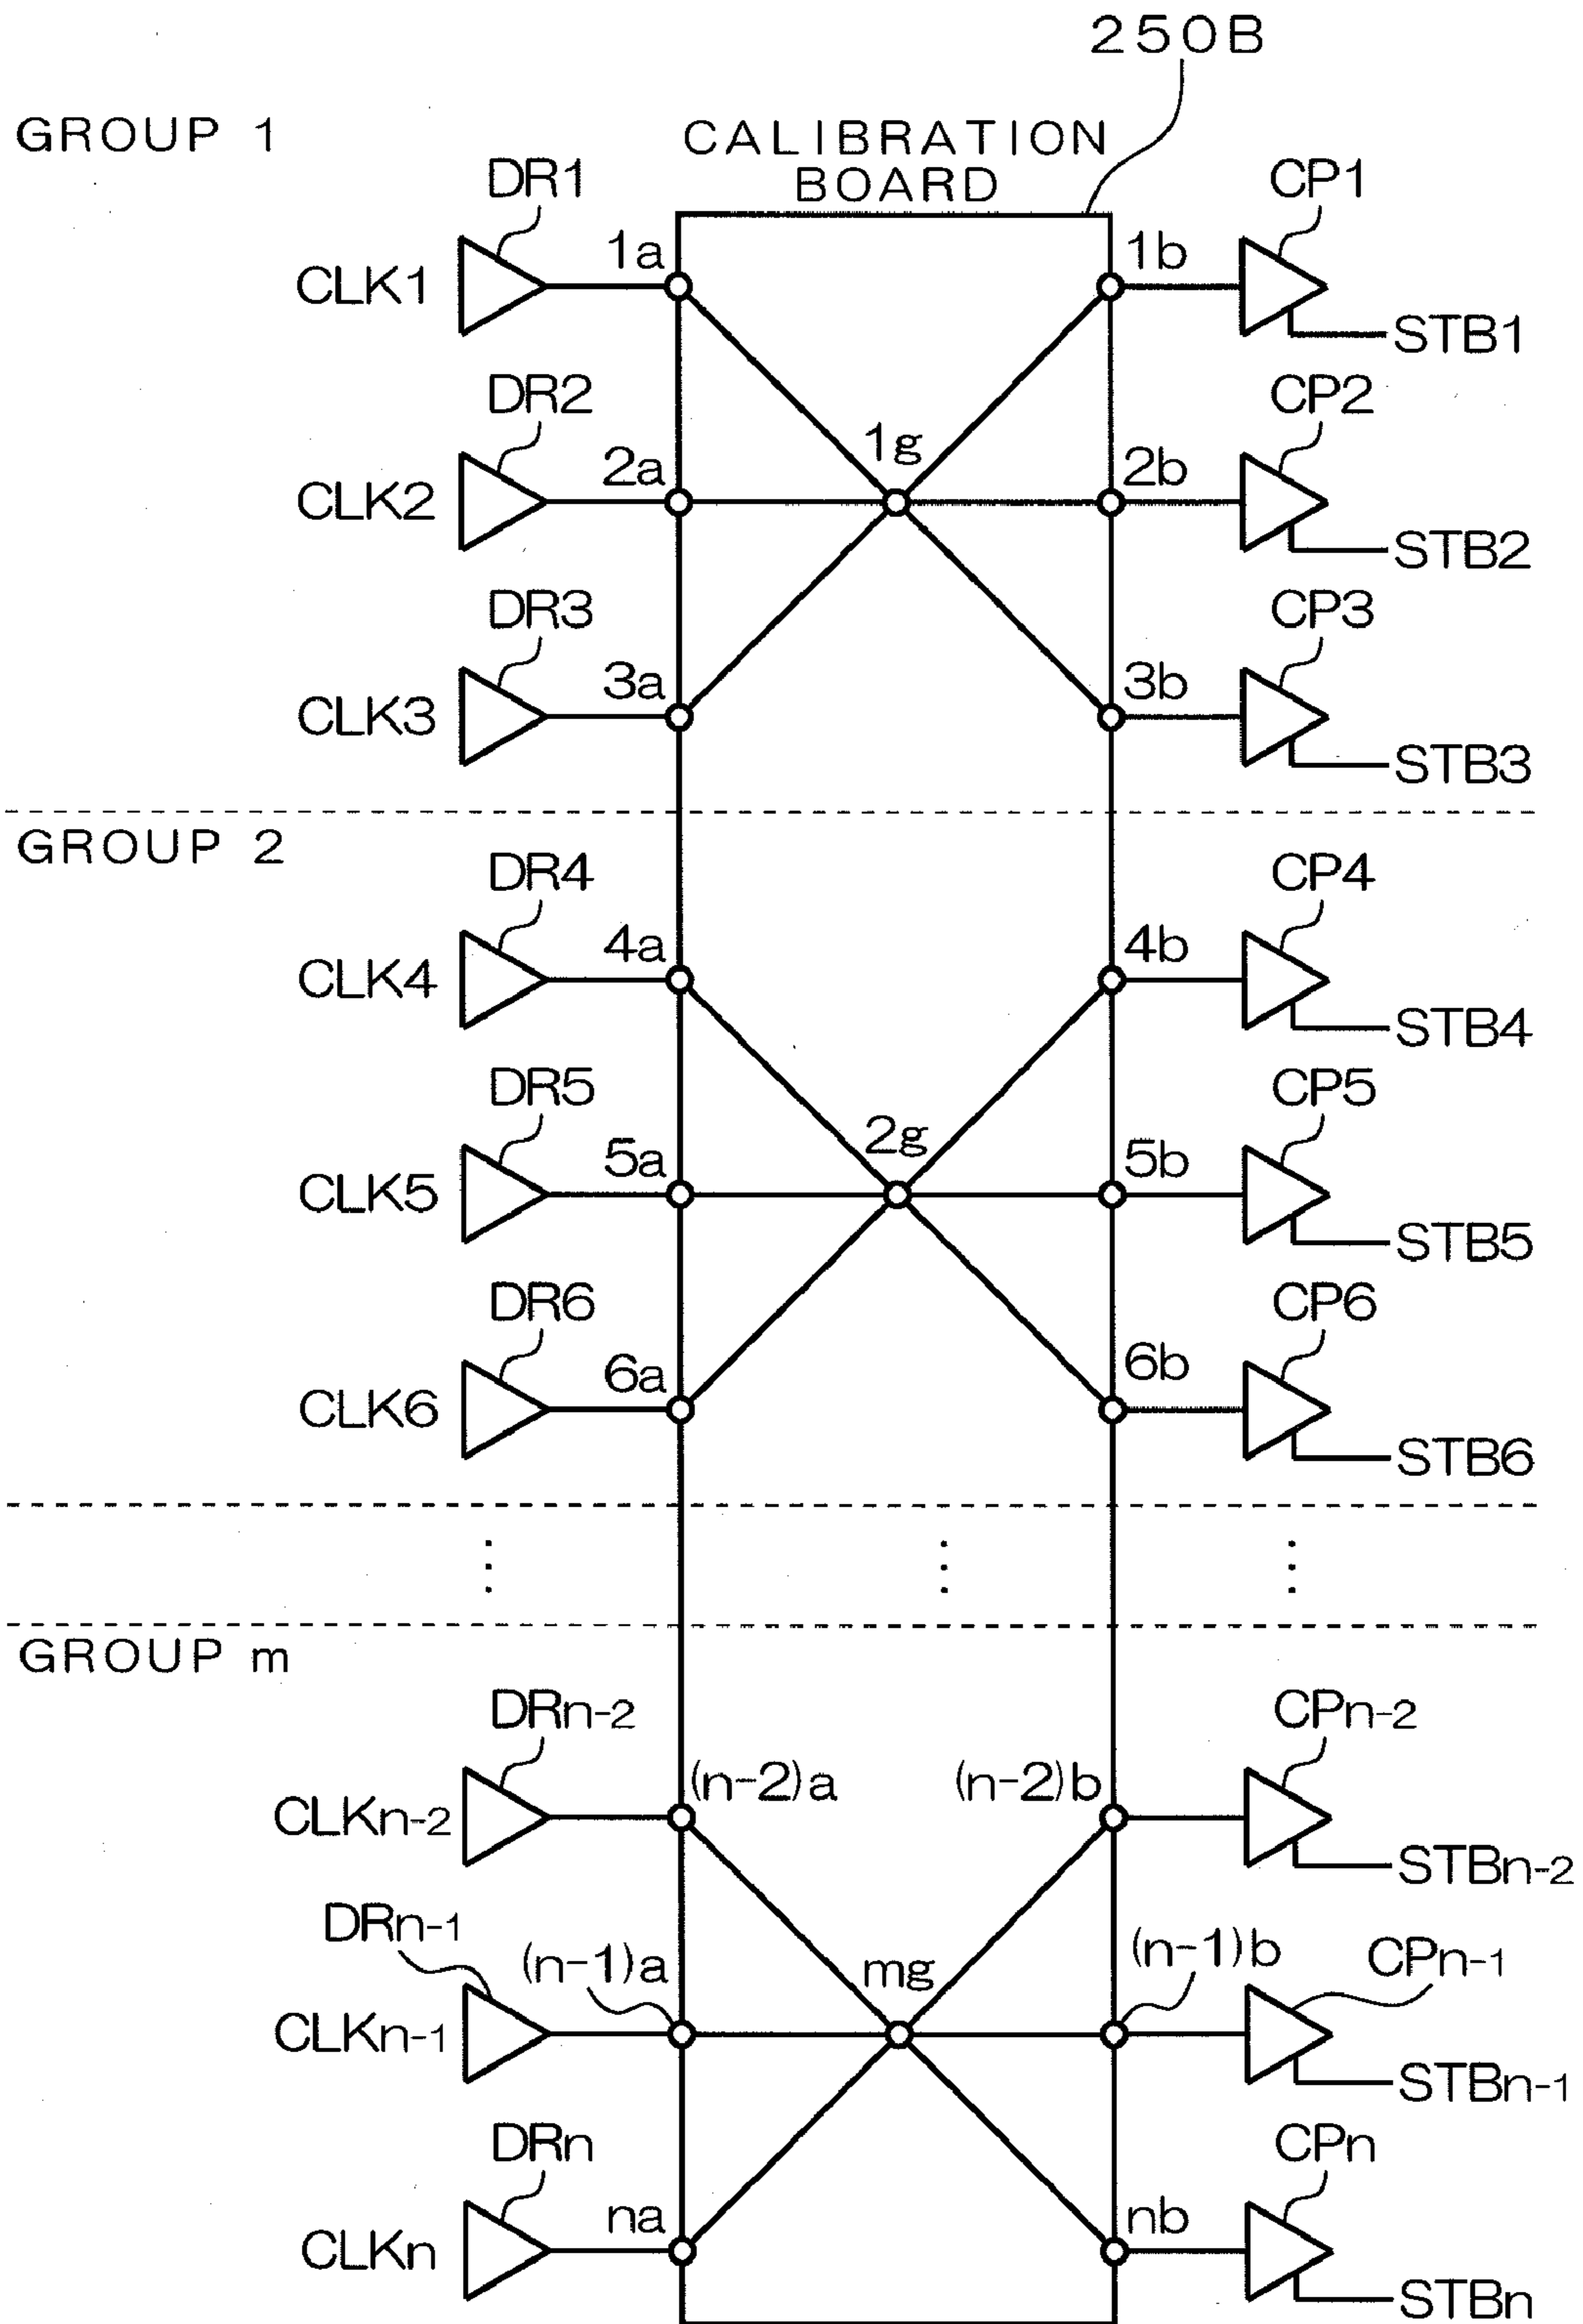 250B
GROUP 1
CALIBRATION
BOARD
DR1
CP1
1a
1b
CLK1
STB1
DR2
CP2
1g
2a
2b
CLK2
STB2
DR3
CP3
3a
3b
CLK3
STB3
GROUP 2
DR4
CP4
4a
4b
CLK4
STB4
DR5
CP5
2g
5a
5b
CLK5
STB5
DR6
CP6
6a
6b
CLK6
STB6
GROUP m
DRn-2
CPn-2
(n-2)a
(n-2)b
CLKn-2
STBn-2
DRn-1
(n-1)a
mg
(n-1)b
CPn-1
CLKn-1
STBn-1
DRn
CPn
na
nb
CLKn
STBn